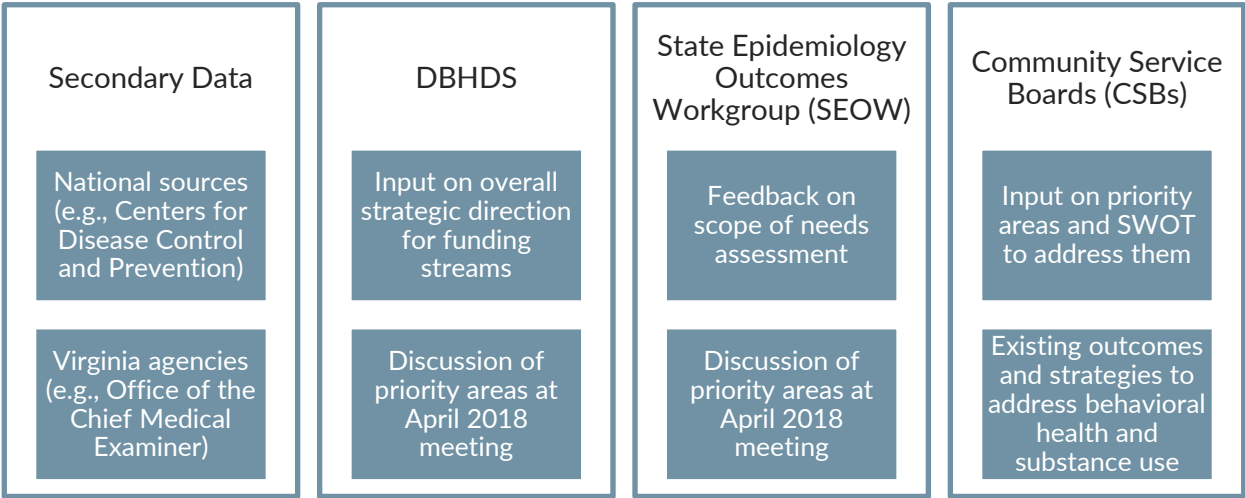 Secondary Data
National sources
(e.g., Centers for
Disease Control
and Prevention)
Virginia agencies
(e.g., Office of the
Chief Medical
Examiner)
DBHDS
Input on overall
strategic direction
for funding
streams
Discussion of
priority areas at
April 2018
meeting
State Epidemiology
Outcomes
Workgroup (SEOW)
Feedback on
scope of needs
assessment
Discussion of
priority areas at
April 2018
meeting
Community Service
Boards (CSBs)
Input on priority
areas and SWOT
to address them
Existing outcomes
and strategies to
address behavioral
health and
substance use